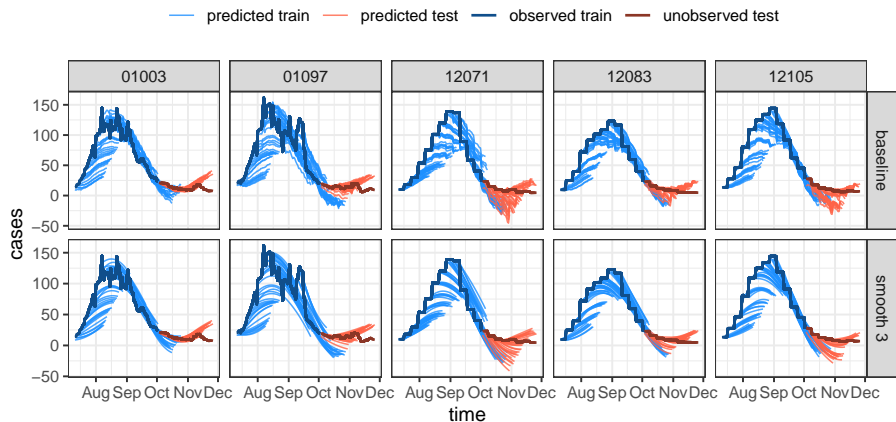 predicted train predicted test observed train unobserved test
01003 01097 12071 12083 12105
150
100
50
0
−50
baseline
cases
150
100
50
0
−50
smooth 3
Aug Sep Oct Nov Dec Aug Sep Oct Nov Dec Aug Sep Oct Nov Dec Aug Sep Oct Nov Dec Aug Sep Oct Nov Dec
time